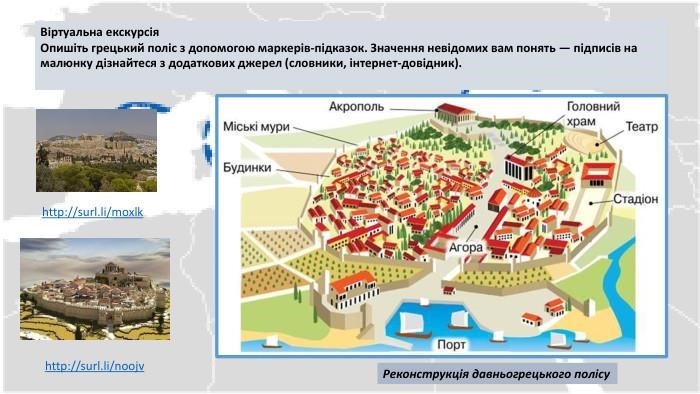 Віртуальна екскурсія
Опишіть грецький поліс з допомогою маркерів-підказок. Значення невідомих вам понять — підписів на
малюнку дізнайтеся з додаткових джерел (словники, інтернет-довідник).
Акрополь
Головний
храм
Міські мури
Театр
Будинки
Стадіон
Агора
Порт
http://surl.li/moxlk
http://surl.li/noojv
Реконструкція давньогрецького полісу